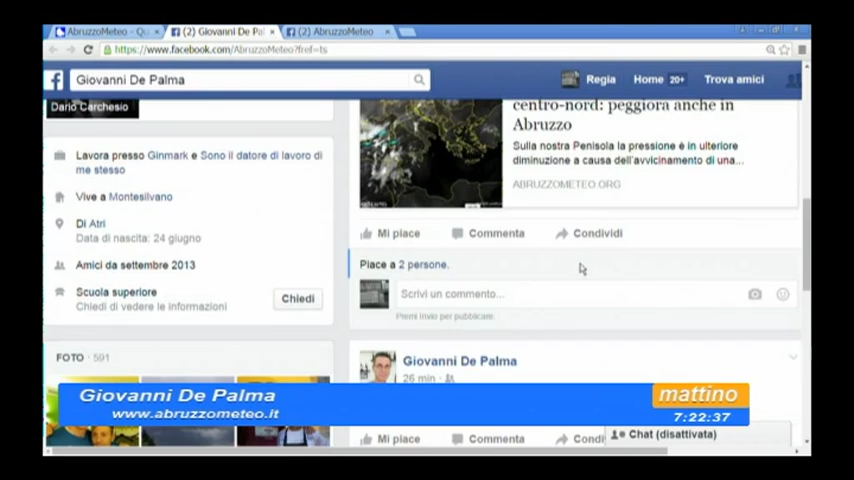 AbruzzoMeteo - Qu
(2) Giovanni De Pal
(2) AbruzzoMeteo
https://www.facebook.com/AbruzzoMeteo?fref=ts
Giovanni De Palma
Regia
Home 20+
Trova amici
Dario Carchesio
Lavora presso Ginmark e Sono il datore di lavoro di
me stesso
Vive a Montesilvano
Di Atri
Data di nascita: 24 giugno
Amici da settembre 2013
Scuola superiore
Chiedi di vedere le informazioni
Chiedi
FOTO · 591
centro-nord: peggiora anche in
Abruzzo
Sulla nostra Penisola la pressione è in ulteriore
diminuzione a causa dell'avvicinamento di una...
ABRUZZOMETEO.ORG
Mi piace
Commenta
Condividi
Piace a 2 persone.
Scrivi un commento...
Premi Invio per pubblicare.
Giovanni De Palma
26 min ·
Mi piace
Commenta
Condi
Chat (disattivata)
Giovanni De Palma
www.abruzzometeo.it
mattino
7:22:37